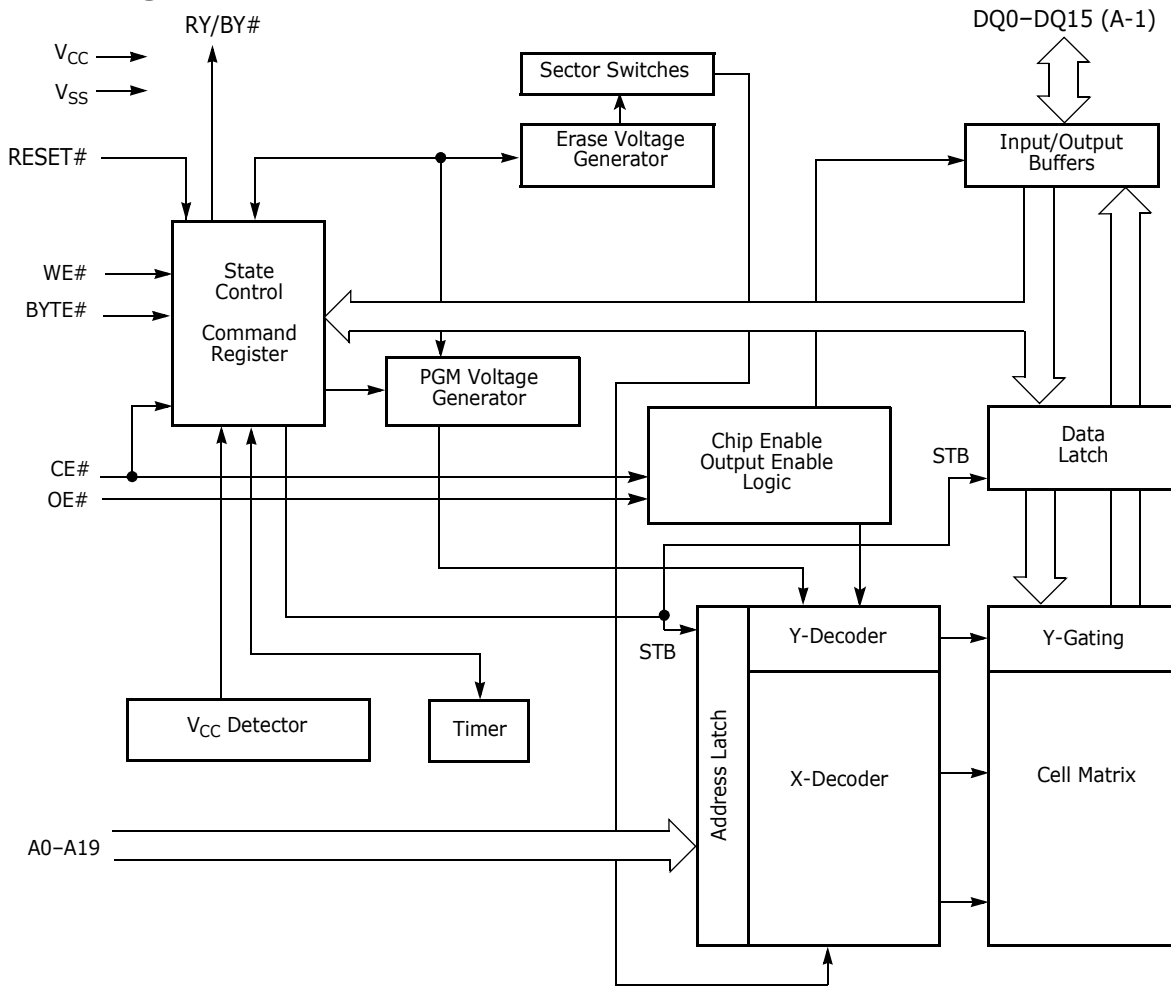 RY/BY#
DQ0–DQ15 (A-1)
VCC
VSS
Sector Switches
Erase Voltage
Generator
Input/Output
Buffers
RESET#
WE#
BYTE#
State
Control
Command
Register
PGM Voltage
Generator
Chip Enable
Output Enable
Logic
STB
Data
Latch
CE#
OE#
STB
Y-Decoder
Y-Gating
VCC Detector
Timer
Address Latch
X-Decoder
Cell Matrix
A0–A19